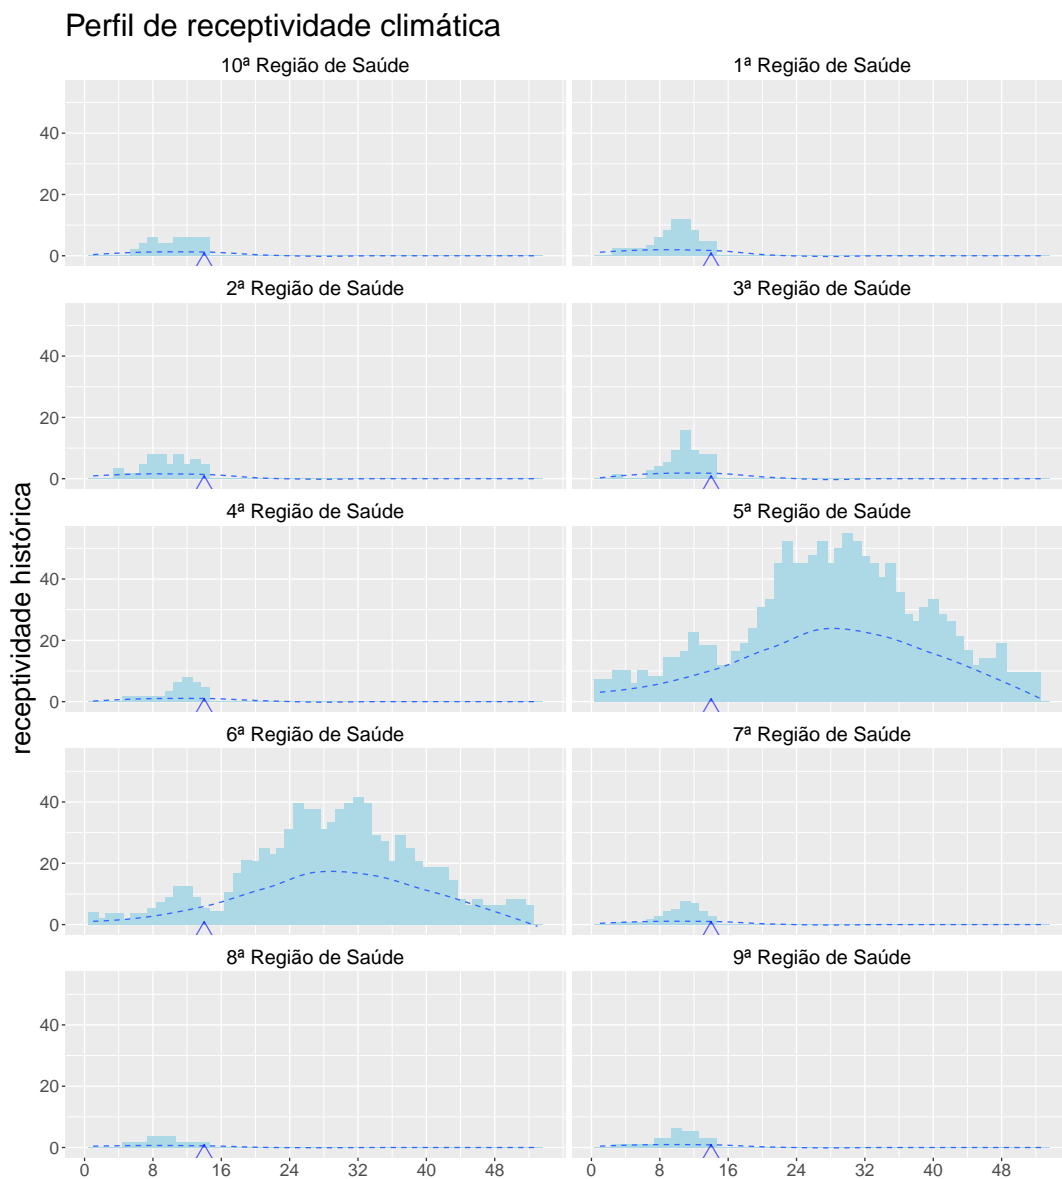 Perfil de receptividade climática
10ª Região de Saúde
1ª Região de Saúde
40
20
0
2ª Região de Saúde
3ª Região de Saúde
40
20
0
4ª Região de Saúde
5ª Região de Saúde
40
20
0
receptividade histórica
6ª Região de Saúde
7ª Região de Saúde
40
20
0
8ª Região de Saúde
9ª Região de Saúde
40
20
0
0 8 16 24 32 40 48
0 8 16 24 32 40 48